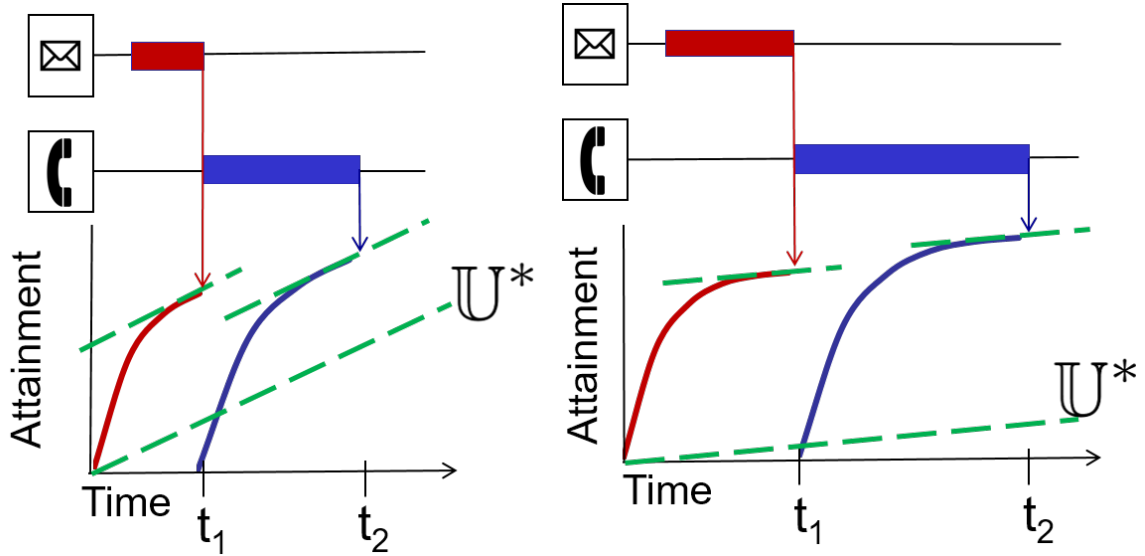 𝕌*
Attainment
Time
t₁
t₂
𝕌*
Attainment
Time
t₁
t₂